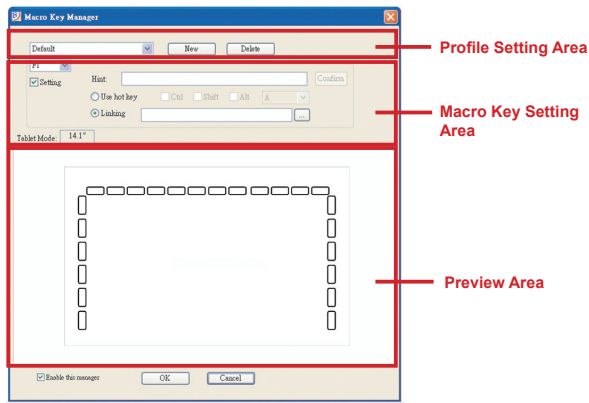 Macro Key Manager
Default
New
Delete
Profile Setting Area
F1
Setting
Hint:
Confirm
Use hot key
Ctrl
Shift
Alt
A
Linking
...
Macro Key Setting
Area
Tablet Mode:
14.1"
Preview Area
Enable this manager
OK
Cancel